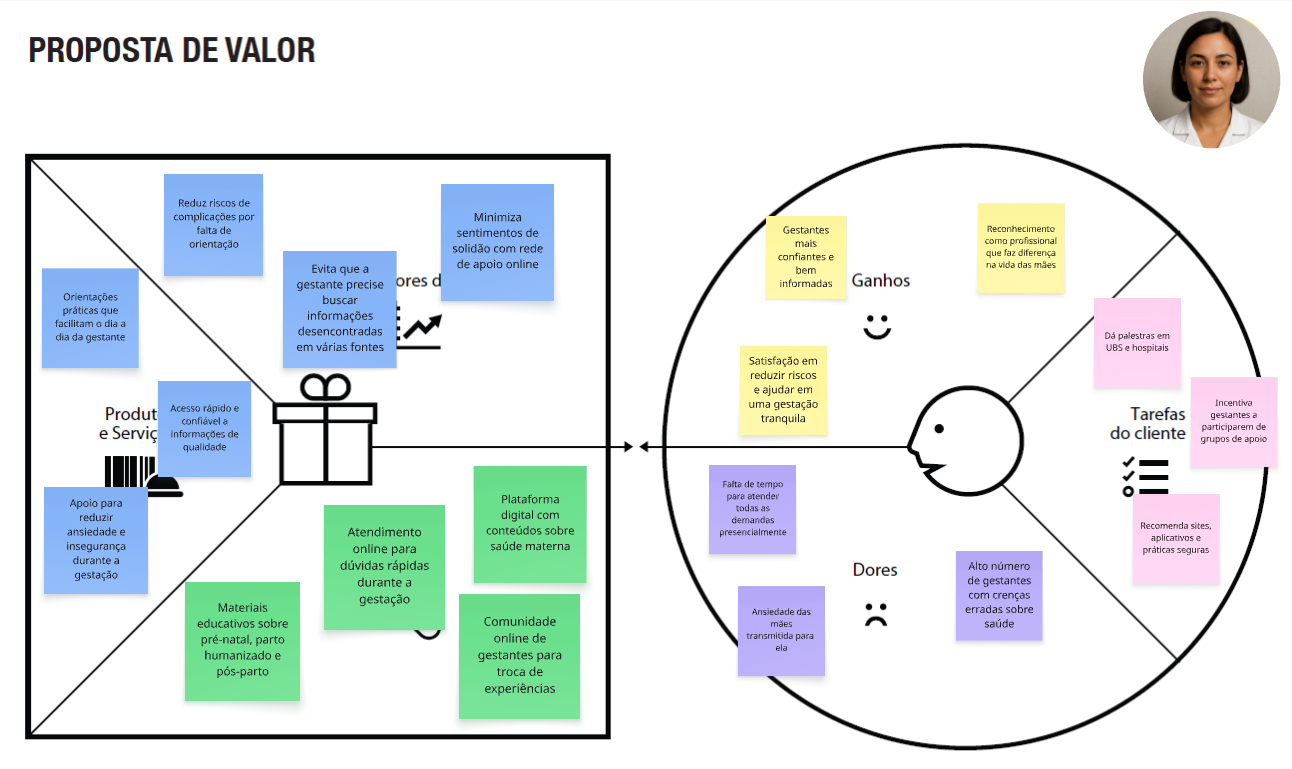 PROPOSTA DE VALOR
Reduz riscos de
complicações por
falta de
orientação
Minimiza
sentimentos de
solidão com rede
de apoio online
Evita que a
gestante precise
buscar
informações
desencontradas
em várias fontes
ores d
Orientações
práticas que
facilitam o dia a
dia da gestante
Produt
e Serviç
Acesso rápido e
confiável a
informações de
qualidade
Apoio para
reduzir
ansiedade e
insegurança
durante a
gestação
Atendimento
online para
dúvidas rápidas
durante a
gestação
Plataforma
digital com
conteúdos sobre
saúde materna
Materiais
educativos sobre
pré-natal, parto
humanizado e
pós-parto
Comunidade
online de
gestantes para
troca de
experiências
Gestantes
mais
confiantes e
bem
informadas
Ganhos
Reconhecimento
como profissional
que faz diferença
na vida das mães
Satisfação em
reduzir riscos
e ajudar em
uma gestação
tranquila
Dá palestras em
UBS e hospitais
Tarefas
do cliente
Incentiva
gestantes a
participarem de
grupos de apoio
Recomenda sites,
aplicativos e
práticas seguras
Falta de tempo
para atender
todas as
demandas
presencialmente
Dores
Ansiedade das
mães
transmitida para
ela
Alto número
de gestantes
com crenças
erradas sobre
saúde